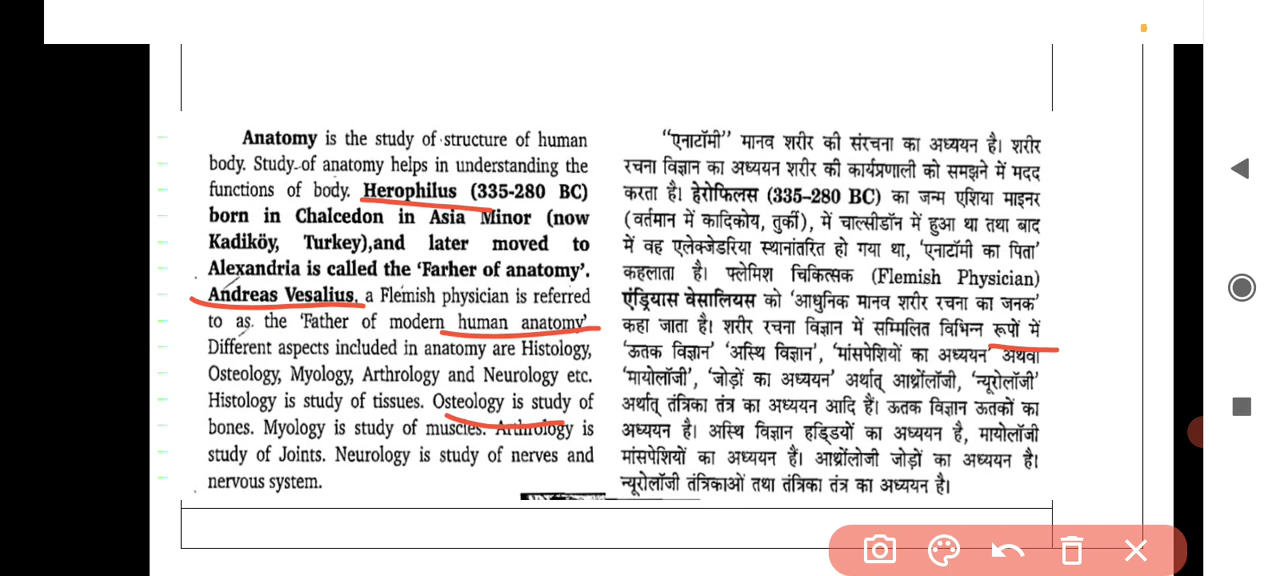 Anatomy is the study of structure of human
body. Study of anatomy helps in understanding the
functions of body. Herophilus (335-280 BC)
born in Chalcedon in Asia Minor (now
Kadiköy, Turkey),and later moved to
Alexandria is called the ‘Farher of anatomy’.
Andreas Vesalius, a Flemish physician is referred
to as the ‘Father of modern human anatomy’
Different aspects included in anatomy are Histology,
Osteology, Myology, Arthrology and Neurology etc.
Histology is study of tissues. Osteology is study of
bones. Myology is study of muscles. Arthrology is
study of Joints. Neurology is study of nerves and
nervous system.
“एनाटॉमी” मानव शरीर की संरचना का अध्ययन है। शरीर
रचना विज्ञान का अध्ययन शरीर की कार्यप्रणाली को समझने में मदद
करता है। हेरोफिलस (335–280 BC) का जन्म एशिया माइनर
(वर्तमान में कादिकोय, तुर्की), में चाल्सीडॉन में हुआ था तथा बाद
में वह एलेक्जेडरिया स्थानांतरित हो गया था, ‘एनाटॉमी का पिता’
कहलाता है। फ्लेमिश चिकित्सक (Flemish Physician)
एंड्रियास वेसालियस को ‘आधुनिक मानव शरीर रचना का जनक’
कहा जाता है। शरीर रचना विज्ञान में सम्मिलित विभिन्न रूपों में
‘ऊतक विज्ञान’ ‘अस्थि विज्ञान’, ‘मांसपेशियों का अध्ययन’ अथवा
‘मायोलॉजी’, ‘जोड़ों का अध्ययन’ अर्थात् आर्थ्रोलॉजी, ‘न्यूरोलॉजी’
अर्थात् तंत्रिका तंत्र का अध्ययन आदि हैं। ऊतक विज्ञान ऊतकों का
अध्ययन है। अस्थि विज्ञान हड्डियों का अध्ययन है, मायोलॉजी
मांसपेशियों का अध्ययन हैं। आर्थ्रोलोजी जोड़ों का अध्ययन है।
न्यूरोलॉजी तंत्रिकाओं तथा तंत्रिका तंत्र का अध्ययन है।